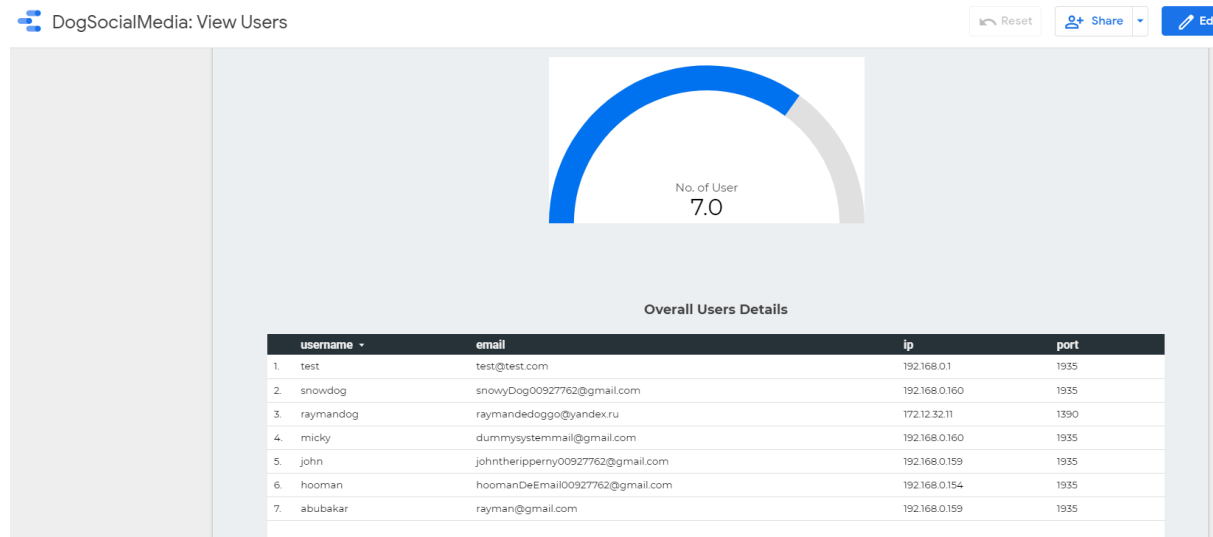 DogSocialMedia: View Users
Reset Share Ed
No. of User
7.0
Overall Users Details
username email ip port
1. test test@test.com 192.168.0.1 1935
2. snowdog snowyDog00927762@gmail.com 192.168.0.160 1935
3. raymandog raymandedoggo@yandex.ru 172.12.32.11 1390
4. micky dummysystemmail@gmail.com 192.168.0.160 1935
5. john johntheripperny00927762@gmail.com 192.168.0.159 1935
6. hooman hoomanDeEmail00927762@gmail.com 192.168.0.154 1935
7. abubakar rayman@gmail.com 192.168.0.159 1935